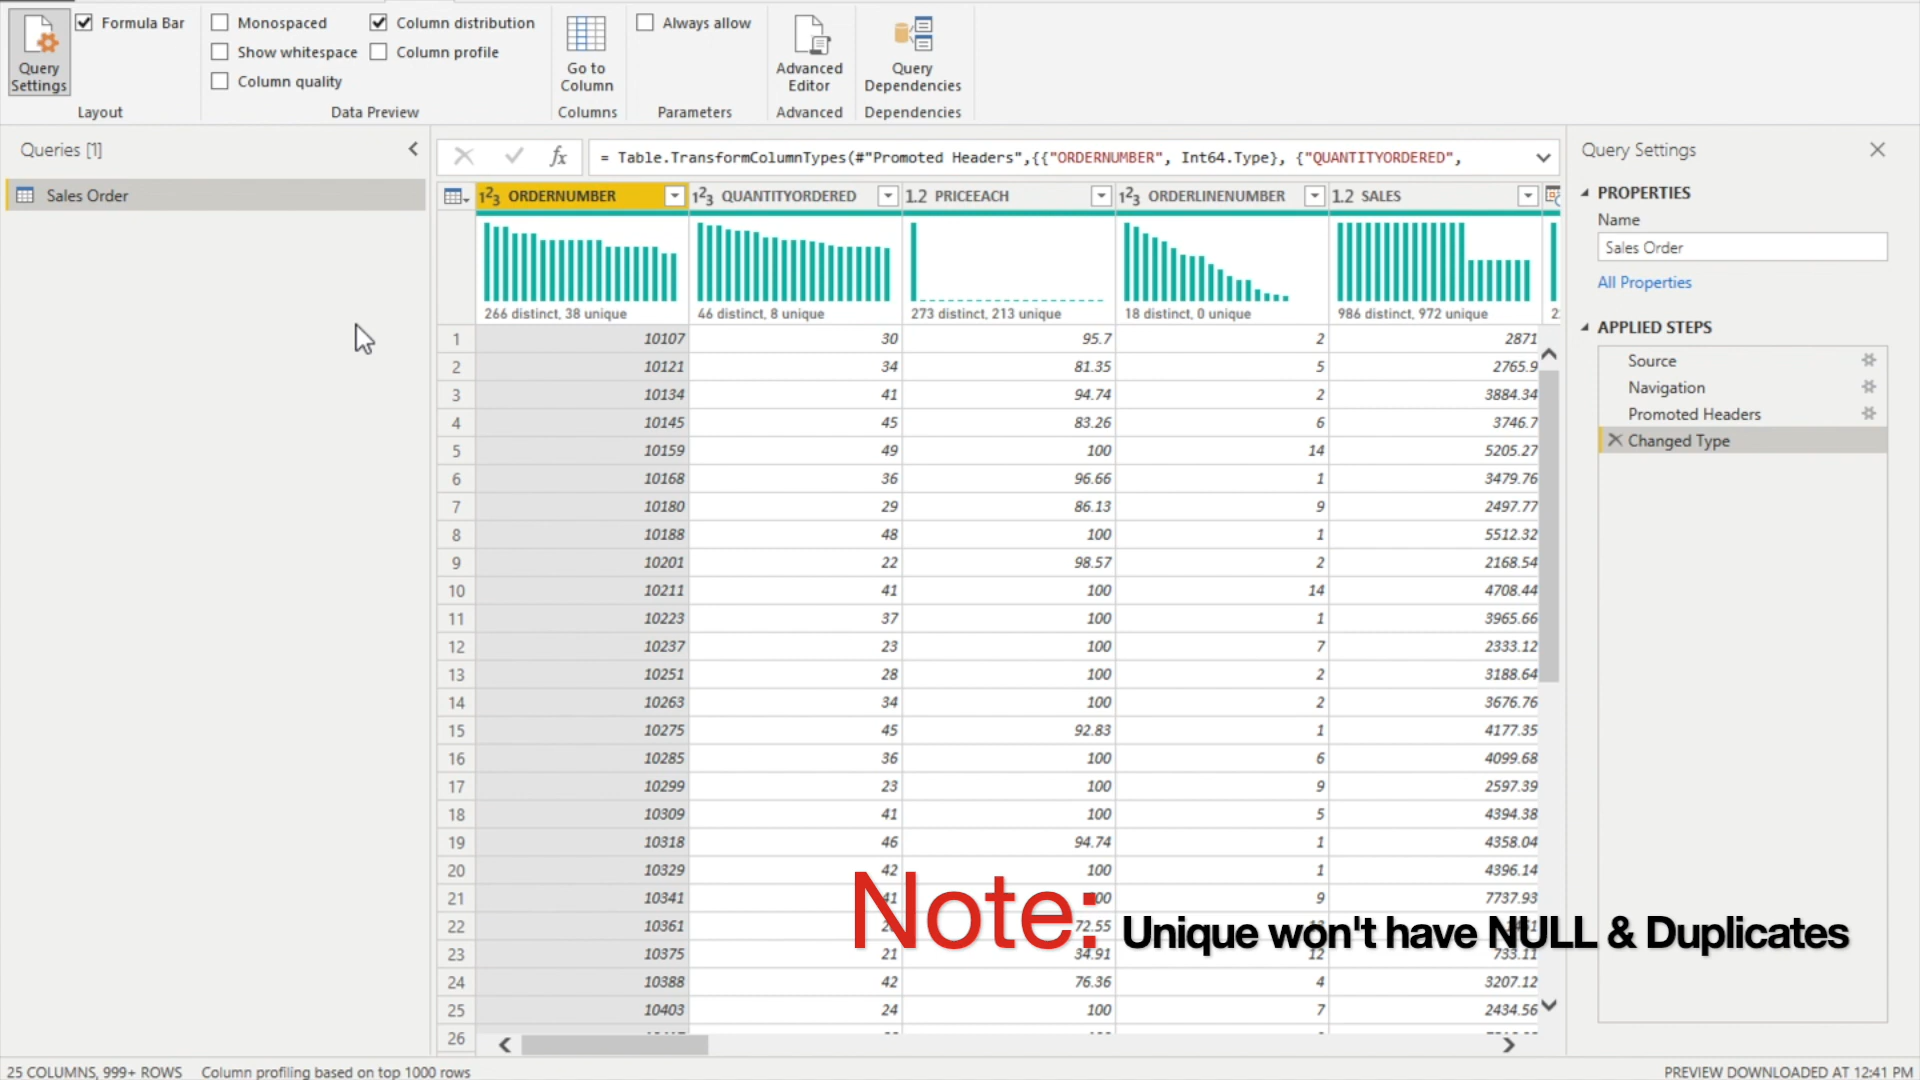 Formula Bar
Monospaced
Column distribution
Always allow
Show whitespace
Column profile
Query Settings
Column quality
Go to Column
Advanced Editor
Query Dependencies
Layout
Data Preview
Columns
Parameters
Advanced
Dependencies
Queries [1]
fx = Table.TransformColumnTypes(#"Promoted Headers",{{"ORDERNUMBER", Int64.Type}, {"QUANTITYORDERED",
Query Settings
Sales Order
1²3 ORDERNUMBER 1²3 QUANTITYORDERED 1.2 PRICEEACH 1²3 ORDERLINENUMBER 1.2 SALES
266 distinct, 38 unique 46 distinct, 8 unique 273 distinct, 213 unique 18 distinct, 0 unique 986 distinct, 972 unique
1 10107 30 95.7 2 2871
2 10121 34 81.35 5 2765.9
3 10134 41 94.74 2 3884.34
4 10145 45 83.26 6 3746.7
5 10159 49 100 14 5205.27
6 10168 36 96.66 1 3479.76
7 10180 29 86.13 9 2497.77
8 10188 48 100 1 5512.32
9 10201 22 98.57 2 2168.54
10 10211 41 100 14 4708.44
11 10223 37 100 1 3965.66
12 10237 23 100 7 2333.12
13 10251 28 100 2 3188.64
14 10263 34 100 2 3676.76
15 10275 45 92.83 1 4177.35
16 10285 36 100 6 4099.68
17 10299 23 100 9 2597.39
18 10309 41 100 5 4394.38
19 10318 46 94.74 1 4358.04
20 10329 42 100 1 4396.14
21 10341 41 9 7737.93
22 10361 72.55
23 10375 21 34.91 12 733.11
24 10388 42 76.36 4 3207.12
25 10403 24 100 7 2434.56
26
PROPERTIES
Name
Sales Order
All Properties
APPLIED STEPS
Source
Navigation
Promoted Headers
Changed Type
Note: Unique won't have NULL & Duplicates
25 COLUMNS, 999+ ROWS
Column profiling based on top 1000 rows
PREVIEW DOWNLOADED AT 12:41 PM